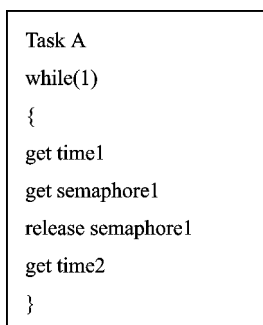 Task A
while(1)
{
get time1
get semaphore1
release semaphore1
get time2
}